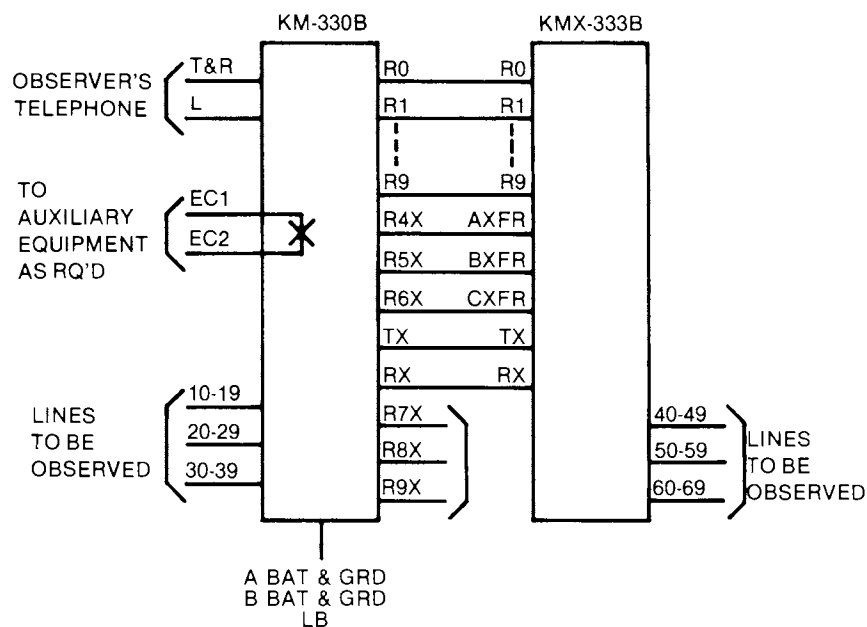 KM-330B
KMX-333B
OBSERVER'S
TELEPHONE
T&R
L
TO
AUXILIARY
EQUIPMENT
AS RQ'D
EC1
EC2
LINES
TO BE
OBSERVED
10-19
20-29
30-39
R0 R0
R1 R1
R9 R9
R4X AXFR
R5X BXFR
R6X CXFR
TX TX
RX RX
R7X
R8X
R9X
40-49
50-59
60-69
LINES
TO BE
OBSERVED
A BAT & GRD
B BAT & GRD
LB